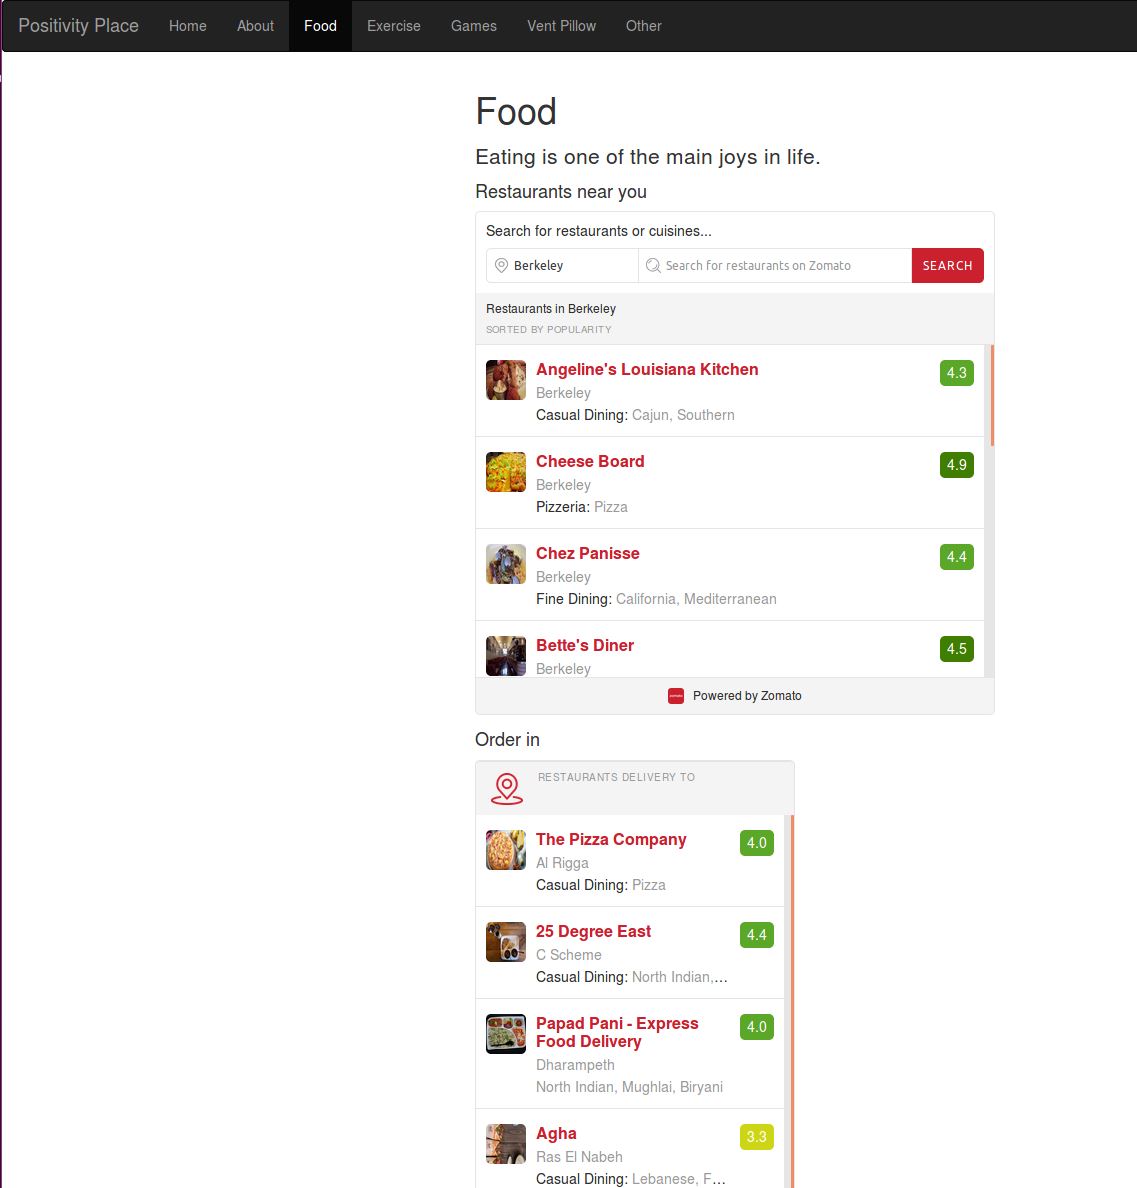 Positivity Place Home About Food Exercise Games Vent Pillow Other
Food
Eating is one of the main joys in life.
Restaurants near you
Search for restaurants or cuisines...
Berkeley Search for restaurants on Zomato SEARCH
Restaurants in Berkeley
SORTED BY POPULARITY
Angeline's Louisiana Kitchen 4.3
Berkeley
Casual Dining: Cajun, Southern
Cheese Board 4.9
Berkeley
Pizzeria: Pizza
Chez Panisse 4.4
Berkeley
Fine Dining: California, Mediterranean
Bette's Diner 4.5
Berkeley
Powered by Zomato
Order in
RESTAURANTS DELIVERY TO
The Pizza Company 4.0
Al Rigga
Casual Dining: Pizza
25 Degree East 4.4
C Scheme
Casual Dining: North Indian,...
Papad Pani - Express 4.0
Food Delivery
Dharampeth
North Indian, Mughlai, Biryani
Agha 3.3
Ras El Nabeh
Casual Dining: Lebanese, F...